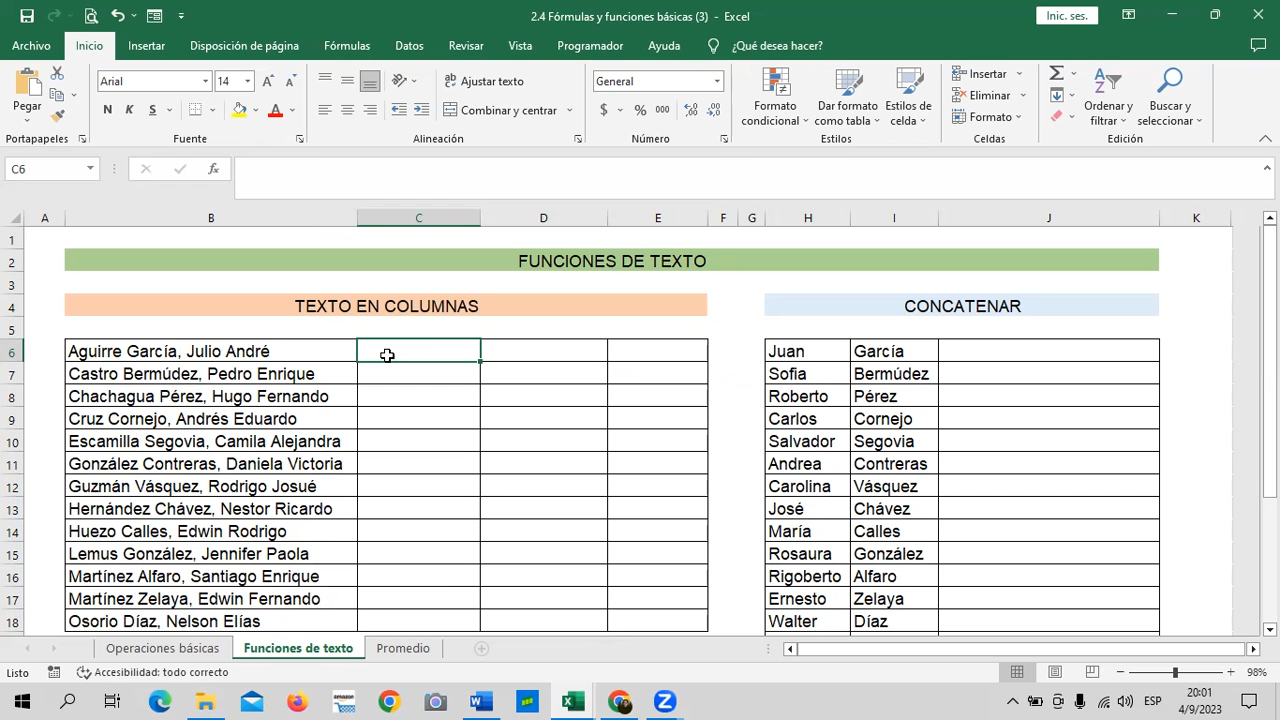 2.4 Fórmulas y funciones básicas (3) - Excel
Inic. ses.
Archivo Inicio Insertar Disposición de página Fórmulas Datos Revisar Vista Programador Ayuda ¿Qué desea hacer?
Pegar
Arial 14
N K S
Ajustar texto
Combinar y centrar
General
$ % 000
Formato condicional
Dar formato como tabla
Estilos de celda
Insertar
Eliminar
Formato
Ordenar y filtrar
Buscar y seleccionar
Portapapeles Fuente Alineación Número Estilos Celdas Edición
C6 fx
A B C D E F G H I J K
1
2 FUNCIONES DE TEXTO
3
4 TEXTO EN COLUMNAS CONCATENAR
5
6 Aguirre García, Julio André Juan García
7 Castro Bermúdez, Pedro Enrique Sofia Bermúdez
8 Chachagua Pérez, Hugo Fernando Roberto Pérez
9 Cruz Cornejo, Andrés Eduardo Carlos Cornejo
10 Escamilla Segovia, Camila Alejandra Salvador Segovia
11 González Contreras, Daniela Victoria Andrea Contreras
12 Guzmán Vásquez, Rodrigo Josué Carolina Vásquez
13 Hernández Chávez, Nestor Ricardo José Chávez
14 Huezo Calles, Edwin Rodrigo María Calles
15 Lemus González, Jennifer Paola Rosaura González
16 Martínez Alfaro, Santiago Enrique Rigoberto Alfaro
17 Martínez Zelaya, Edwin Fernando Ernesto Zelaya
18 Osorio Díaz, Nelson Elías Walter Díaz
Operaciones básicas Funciones de texto Promedio
Listo Accesibilidad: todo correcto 98%
ESP 20:01
4/9/2023